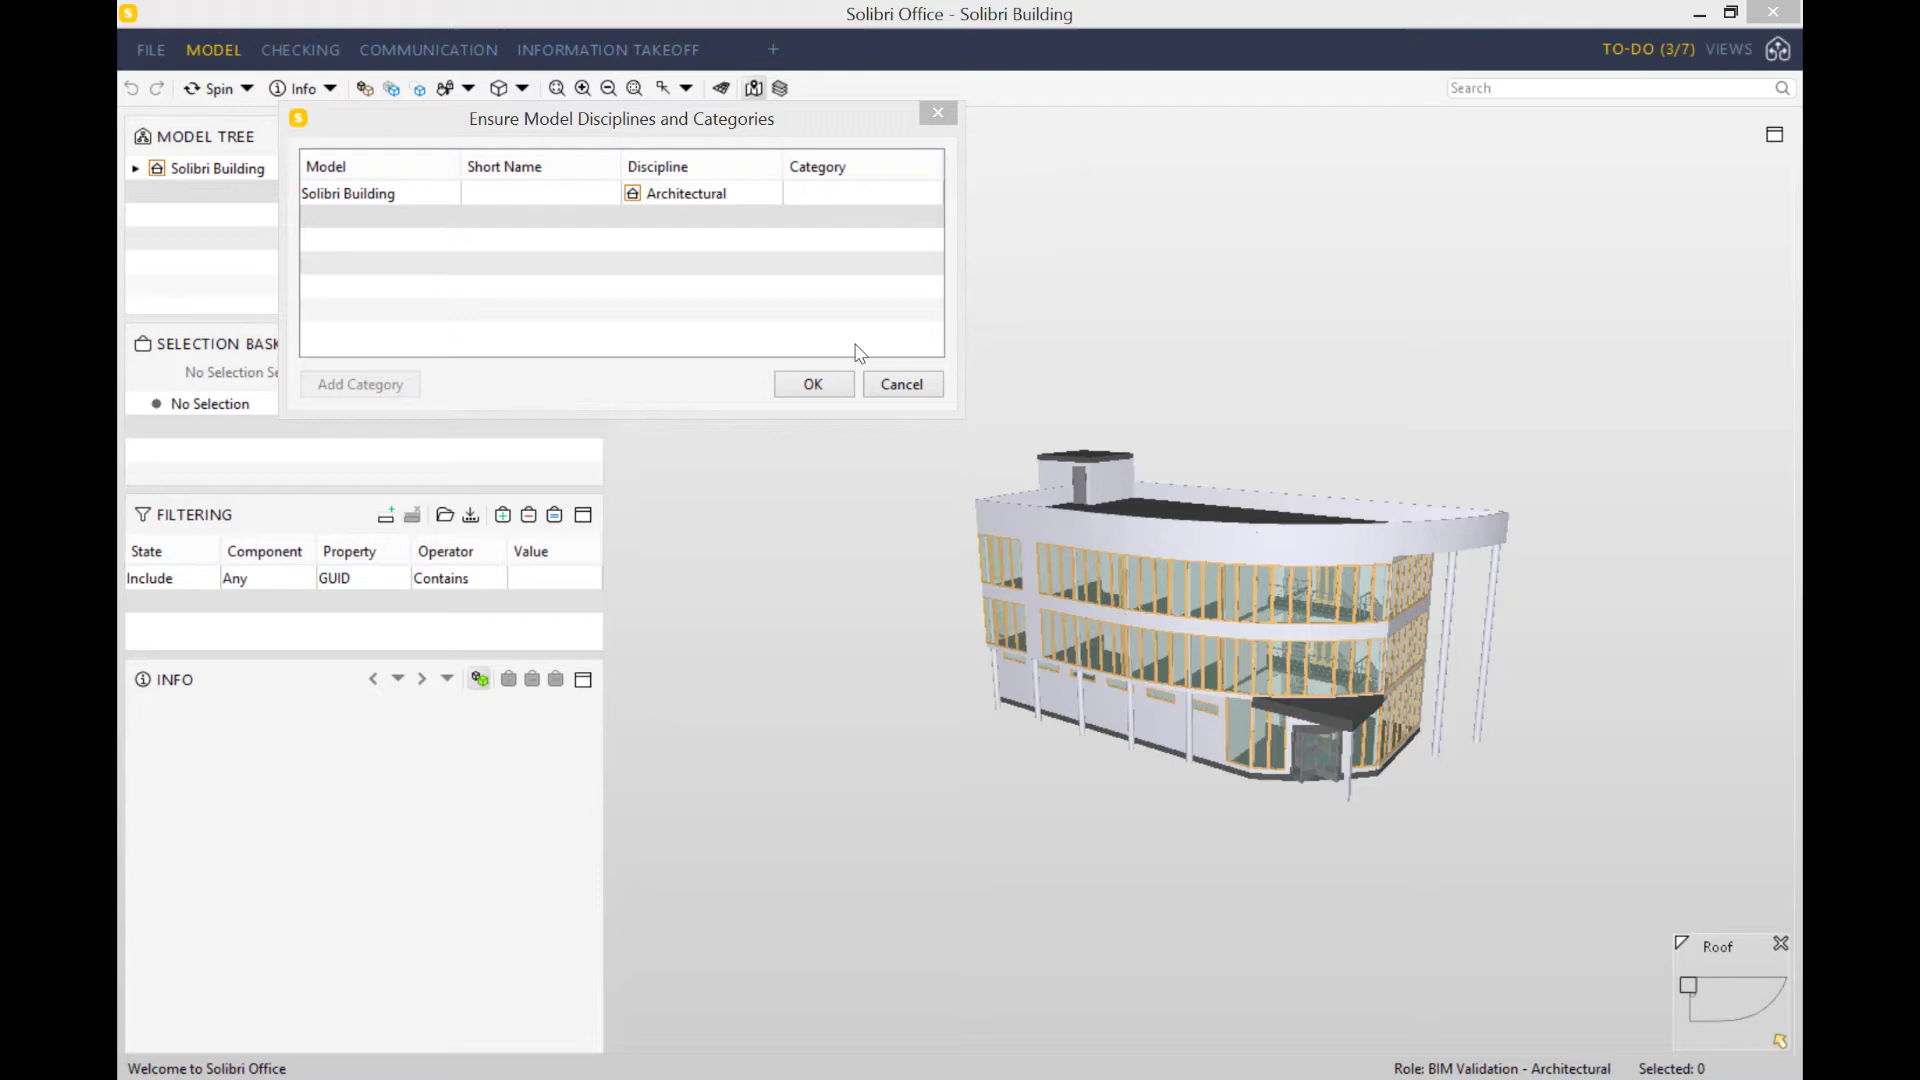 Solibri Office - Solibri Building
FILE MODEL CHECKING COMMUNICATION INFORMATION TAKEOFF +
TO-DO (3/7) VIEWS
Spin Info
Search
Ensure Model Disciplines and Categories
MODEL TREE
Solibri Building
Model Short Name Discipline Category
Solibri Building Architectural
Add Category OK Cancel
SELECTION BASK
No Selection Se
No Selection
FILTERING
State Component Property Operator Value
Include Any GUID Contains
INFO
Roof
Welcome to Solibri Office
Role: BIM Validation - Architectural Selected: 0